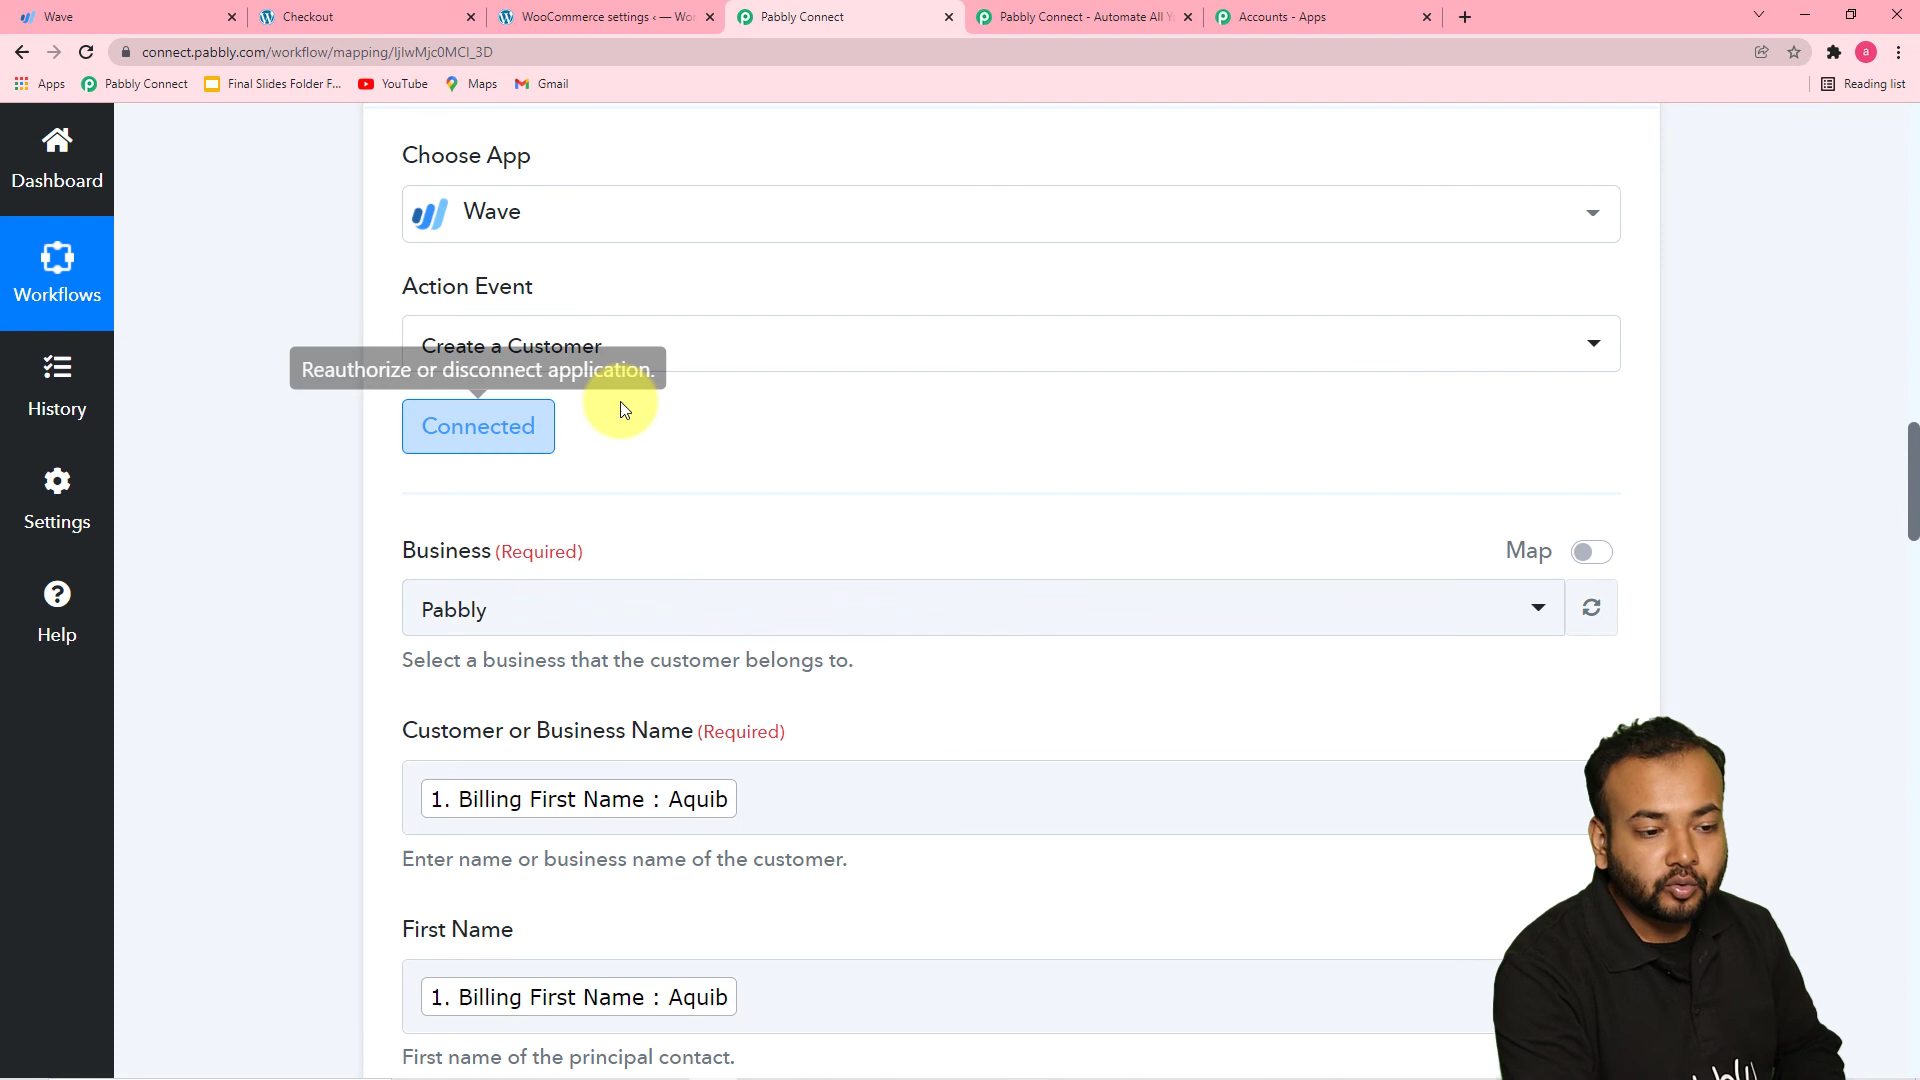 Wave
Checkout
WooCommerce settings ‹ — Wor
Pabbly Connect
Pabbly Connect - Automate All Y
Accounts - Apps
connect.pabbly.com/workflow/mapping/
Apps
Pabbly Connect
Final Slides Folder F...
YouTube
Maps
Gmail
Reading list
a
Dashboard
Workflows
History
Settings
Help
Choose App
Wave
Action Event
Create a Customer
Reauthorize or disconnect application.
Connected
Business (Required)
Map
Pabbly
Select a business that the customer belongs to.
Customer or Business Name (Required)
1. Billing First Name : Aquib
Enter name or business name of the customer.
First Name
1. Billing First Name : Aquib
First name of the principal contact.